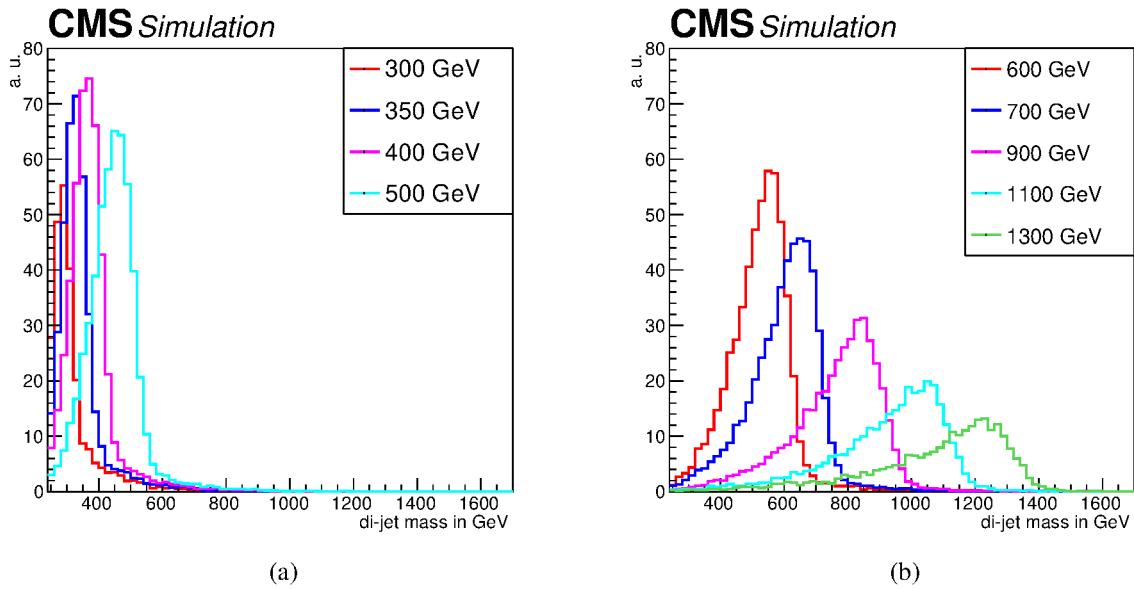 CMS Simulation
a. u.
80
70
60
50
40
30
20
10
0
300 GeV
350 GeV
400 GeV
500 GeV
400 600 800 1000 1200 1400 1600
di-jet mass in GeV
(a)
CMS Simulation
a. u.
80
70
60
50
40
30
20
10
0
600 GeV
700 GeV
900 GeV
1100 GeV
1300 GeV
400 600 800 1000 1200 1400 1600
di-jet mass in GeV
(b)